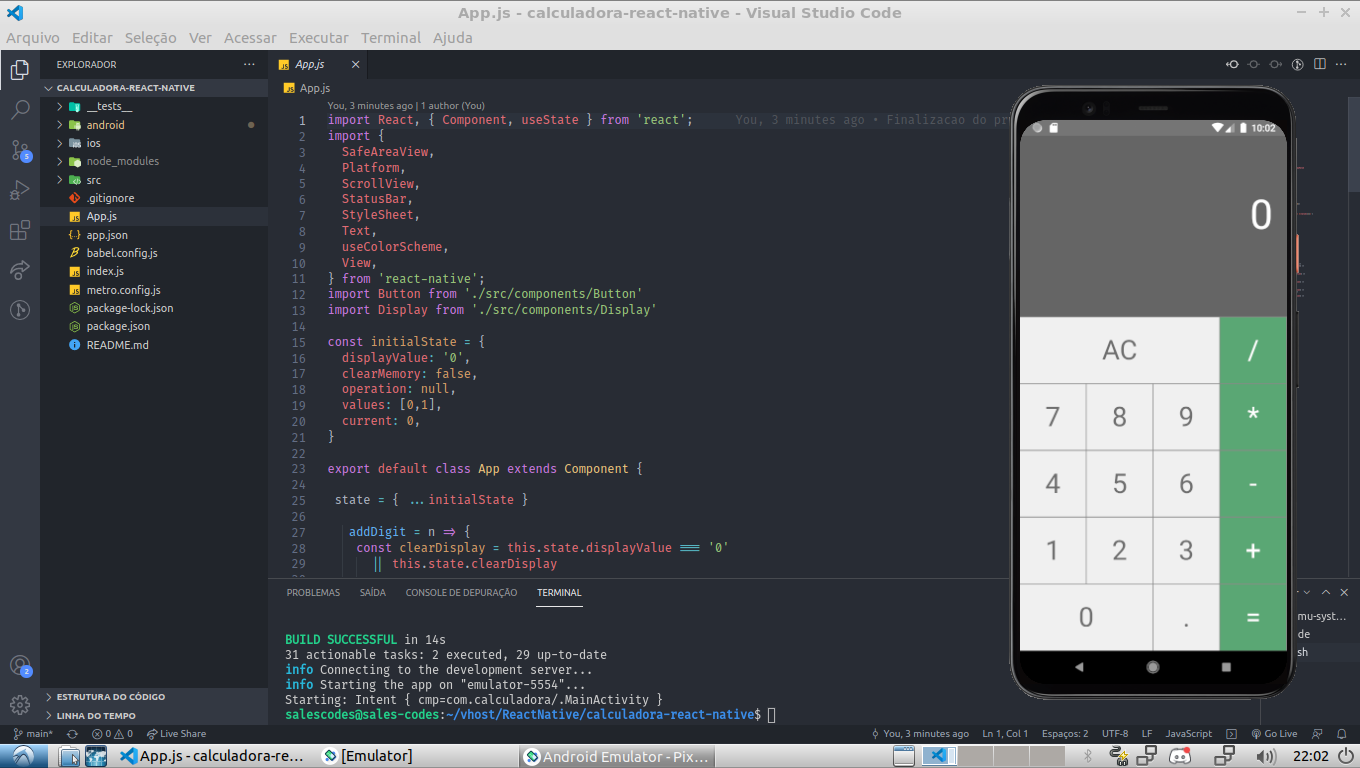 App.js - calculadora-react-native - Visual Studio Code
Arquivo Editar Seleção Ver Acessar Executar Terminal Ajuda
EXPLORADOR
CALCULADORA-REACT-NATIVE
__tests__
android
ios
node_modules
src
.gitignore
App.js
app.json
babel.config.js
index.js
metro.config.js
package-lock.json
package.json
README.md
ESTRUTURA DO CÓDIGO
LINHA DO TEMPO
5
2
App.js
App.js
You, 3 minutes ago | 1 author (You)
1 import React, { Component, useState } from 'react'; You, 3 minutes ago • Finalizacao do pr
2 import {
3 SafeAreaView,
4 Platform,
5 ScrollView,
6 StatusBar,
7 StyleSheet,
8 Text,
9 useColorScheme,
10 View,
11 } from 'react-native';
12 import Button from './src/components/Button'
13 import Display from './src/components/Display'
14
15 const initialState = {
16 displayValue: '0',
17 clearMemory: false,
18 operation: null,
19 values: [0,1],
20 current: 0,
21 }
22
23 export default class App extends Component {
24
25 state = { ...initialState }
26
27 addDigit = n => {
28 const clearDisplay = this.state.displayValue === '0'
29 || this.state.clearDisplay
PROBLEMAS SAÍDA CONSOLE DE DEPURAÇÃO TERMINAL
BUILD SUCCESSFUL in 14s
31 actionable tasks: 2 executed, 29 up-to-date
info Connecting to the development server...
info Starting the app on "emulator-5554"...
Starting: Intent { cmp=com.calculadora/.MainActivity }
salescodes@sales-codes:~/vhost/ReactNative/calculadora-react-native$
mu-syst...
de
sh
10:02
0
AC /
7 8 9 *
4 5 6 -
1 2 3 +
0 . =
main* 0 0 Live Share You, 3 minutes ago Ln 1, Col 1 Espaços: 2 UTF-8 LF JavaScript Go Live
App.js - calculadora-re... [Emulator] Android Emulator - Pix... 22:02